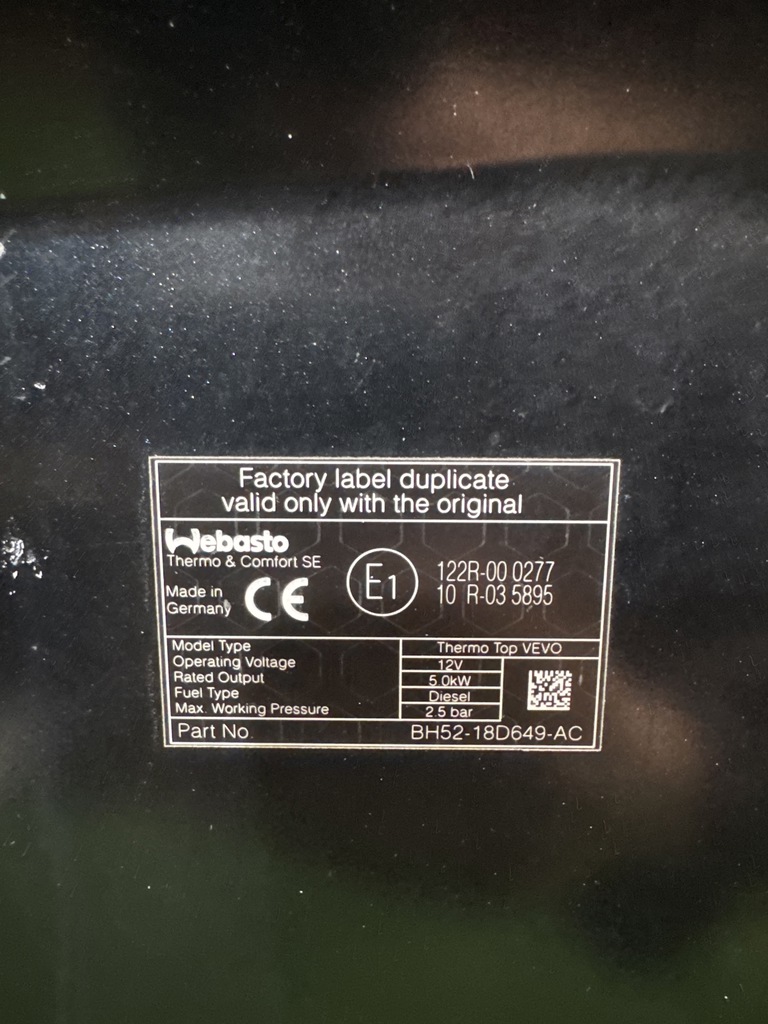 Factory label duplicate
valid only with the original
Webasto
Thermo & Comfort SE
Made in
Germany
CE
E1
122R-00 0277
10 R-03 5895
Model Type Thermo Top VEVO
Operating Voltage 12V
Rated Output 5.0kW
Fuel Type Diesel
Max. Working Pressure 2.5 bar
Part No. BH52-18D649-AC